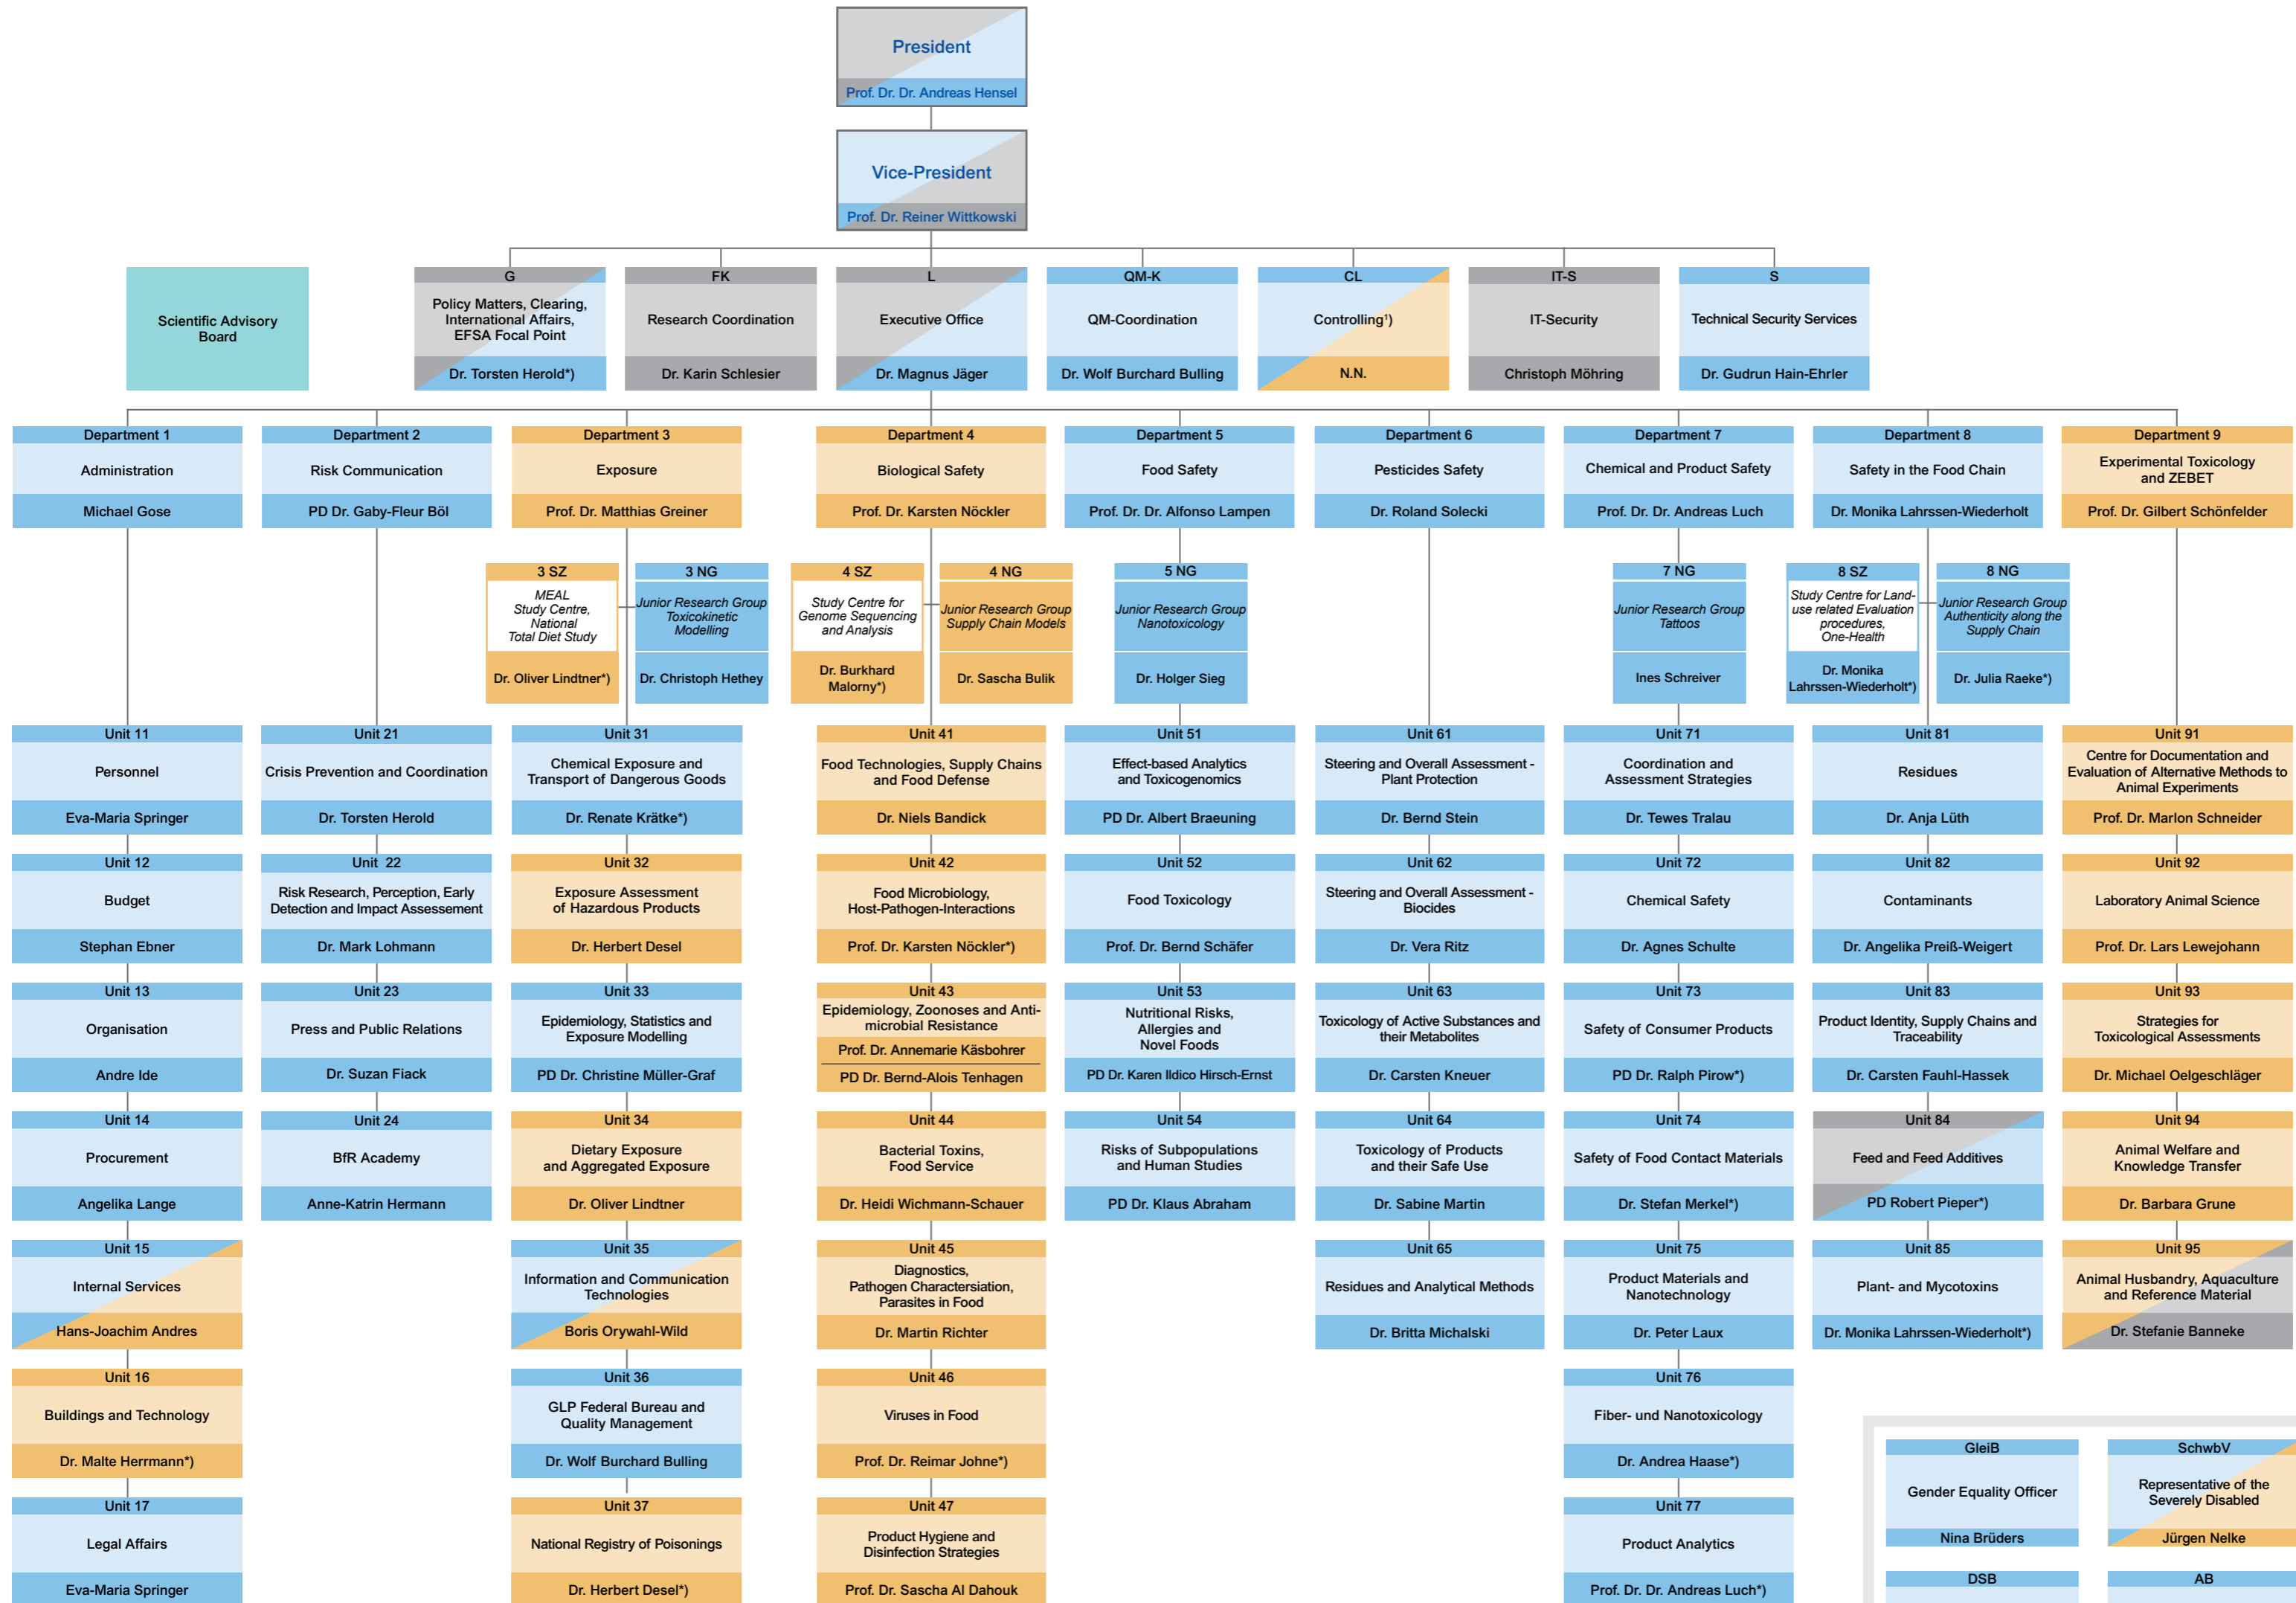 President
Prof. Dr. Dr. Andreas Hensel
Vice-President
Prof. Dr. Reiner Wittkowski
Scientific Advisory
Board
G
Policy Matters, Clearing,
International Affairs,
EFSA Focal Point
Dr. Torsten Herold*)
FK
Research Coordination
Dr. Karin Schlesier
L
Executive Office
Dr. Magnus Jäger
QM-K
QM-Coordination
Dr. Wolf Burchard Bulling
CL
Controlling¹)
N.N.
IT-S
IT-Security
Christoph Möhring
S
Technical Security Services
Dr. Gudrun Hain-Ehrler
Department 1
Administration
Michael Gose
Department 2
Risk Communication
PD Dr. Gaby-Fleur Böl
Department 3
Exposure
Prof. Dr. Matthias Greiner
Department 4
Biological Safety
Prof. Dr. Karsten Nöckler
Department 5
Food Safety
Prof. Dr. Dr. Alfonso Lampen
Department 6
Pesticides Safety
Dr. Roland Solecki
Department 7
Chemical and Product Safety
Prof. Dr. Dr. Andreas Luch
Department 8
Safety in the Food Chain
Dr. Monika Lahrssen-Wiederholt
Department 9
Experimental Toxicology
and ZEBET
Prof. Dr. Gilbert Schönfelder
3 SZ
MEAL
Study Centre,
National
Total Diet Study
Dr. Oliver Lindtner*)
3 NG
Junior Research Group
Toxicokinetic
Modelling
Dr. Christoph Hethey
4 SZ
Study Centre for
Genome Sequencing
and Analysis
Dr. Burkhard
Malorny*)
4 NG
Junior Research Group
Supply Chain Models
Dr. Sascha Bulik
5 NG
Junior Research Group
Nanotoxicology
Dr. Holger Sieg
7 NG
Junior Research Group
Tattoos
Ines Schreiver
8 SZ
Study Centre for Land-
use related Evaluation
procedures,
One-Health
Dr. Monika
Lahrssen-Wiederholt*)
8 NG
Junior Research Group
Authenticity along the
Supply Chain
Dr. Julia Raeke*)
Unit 11
Personnel
Eva-Maria Springer
Unit 12
Budget
Stephan Ebner
Unit 13
Organisation
Andre Ide
Unit 14
Procurement
Angelika Lange
Unit 15
Internal Services
Hans-Joachim Andres
Unit 16
Buildings and Technology
Dr. Malte Herrmann*)
Unit 17
Legal Affairs
Eva-Maria Springer
Unit 21
Crisis Prevention and Coordination
Dr. Torsten Herold
Unit 22
Risk Research, Perception, Early
Detection and Impact Assessment
Dr. Mark Lohmann
Unit 23
Press and Public Relations
Dr. Suzan Fiack
Unit 24
BfR Academy
Anne-Katrin Hermann
Unit 31
Chemical Exposure and
Transport of Dangerous Goods
Dr. Renate Krätke*)
Unit 32
Exposure Assessment
of Hazardous Products
Dr. Herbert Desel
Unit 33
Epidemiology, Statistics and
Exposure Modelling
PD Dr. Christine Müller-Graf
Unit 34
Dietary Exposure
and Aggregated Exposure
Dr. Oliver Lindtner
Unit 35
Information and Communication
Technologies
Boris Orywahl-Wild
Unit 36
GLP Federal Bureau and
Quality Management
Dr. Wolf Burchard Bulling
Unit 37
National Registry of Poisonings
Dr. Herbert Desel*)
Unit 41
Food Technologies, Supply Chains
and Food Defense
Dr. Niels Bandick
Unit 42
Food Microbiology,
Host-Pathogen-Interactions
Prof. Dr. Karsten Nöckler*)
Unit 43
Epidemiology, Zoonoses and Anti-
microbial Resistance
Prof. Dr. Annemarie Käsbohrer
PD Dr. Bernd-Alois Tenhagen
Unit 44
Bacterial Toxins,
Food Service
Dr. Heidi Wichmann-Schauer
Unit 45
Diagnostics,
Pathogen Charactersiation,
Parasites in Food
Dr. Martin Richter
Unit 46
Viruses in Food
Prof. Dr. Reimar Johne*)
Unit 47
Product Hygiene and
Disinfection Strategies
Prof. Dr. Sascha Al Dahouk
Unit 51
Effect-based Analytics
and Toxicogenomics
PD Dr. Albert Braeuning
Unit 52
Food Toxicology
Prof. Dr. Bernd Schäfer
Unit 53
Nutritional Risks,
Allergies and
Novel Foods
PD Dr. Karen Ildico Hirsch-Ernst
Unit 54
Risks of Subpopulations
and Human Studies
PD Dr. Klaus Abraham
Unit 61
Steering and Overall Assessment -
Plant Protection
Dr. Bernd Stein
Unit 62
Steering and Overall Assessment -
Biocides
Dr. Vera Ritz
Unit 63
Toxicology of Active Substances and
their Metabolites
Dr. Carsten Kneuer
Unit 64
Toxicology of Products
and their Safe Use
Dr. Sabine Martin
Unit 65
Residues and Analytical Methods
Dr. Britta Michalski
Unit 71
Coordination and
Assessment Strategies
Dr. Tewes Tralau
Unit 72
Chemical Safety
Dr. Agnes Schulte
Unit 73
Safety of Consumer Products
PD Dr. Ralph Pirow*)
Unit 74
Safety of Food Contact Materials
Dr. Stefan Merkel*)
Unit 75
Product Materials and
Nanotechnology
Dr. Peter Laux
Unit 76
Fiber- und Nanotoxicology
Dr. Andrea Haase*)
Unit 77
Product Analytics
Prof. Dr. Dr. Andreas Luch*)
Unit 81
Residues
Dr. Anja Lüth
Unit 82
Contaminants
Dr. Angelika Preiß-Weigert
Unit 83
Product Identity, Supply Chains and
Traceability
Dr. Carsten Fauhl-Hassek
Unit 84
Feed and Feed Additives
PD Robert Pieper*)
Unit 85
Plant- and Mycotoxins
Dr. Monika Lahrssen-Wiederholt*)
Unit 91
Centre for Documentation and
Evaluation of Alternative Methods to
Animal Experiments
Prof. Dr. Marlon Schneider
Unit 92
Laboratory Animal Science
Prof. Dr. Lars Lewejohann
Unit 93
Strategies for
Toxicological Assessments
Dr. Michael Oelgeschläger
Unit 94
Animal Welfare and
Knowledge Transfer
Dr. Barbara Grune
Unit 95
Animal Husbandry, Aquaculture
and Reference Material
Dr. Stefanie Banneke
GleiB
Gender Equality Officer
Nina Brüders
SchwbV
Representative of the
Severely Disabled
Jürgen Nelke
DSB
AB